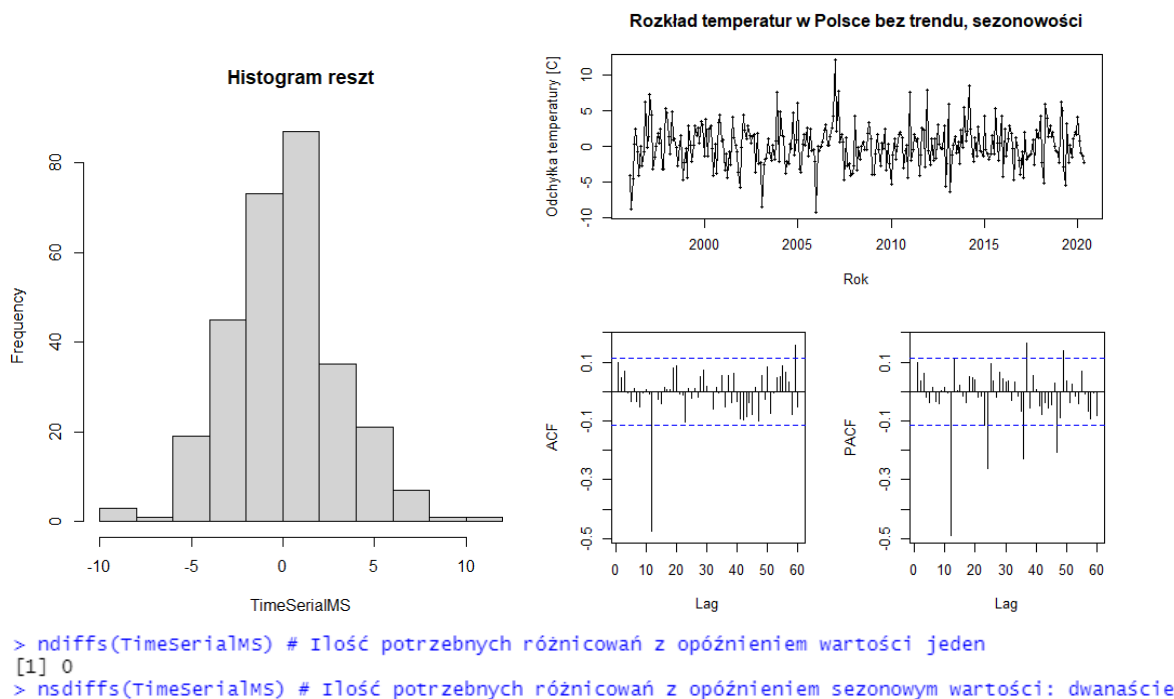 Histogram reszt
Frequency
0
20
40
60
80
-10
-5
0
5
10
TimeSerialMS
Rozkład temperatur w Polsce bez trendu, sezonowości
Odchyłka temperatury [C]
10
5
0
-5
-10
2000
2005
2010
2015
2020
Rok
ACF
0.1
-0.1
-0.3
-0.5
0 10 20 30 40 50 60
Lag
PACF
0.1
-0.1
-0.3
-0.5
0 10 20 30 40 50 60
Lag
> ndiffs(TimeSerialMS) # Ilość potrzebnych różnicowań z opóźnieniem wartości jeden
[1] 0
> nsdiffs(TimeSerialMS) # Ilość potrzebnych różnicowań z opóźnieniem sezonowym wartości: dwanaście